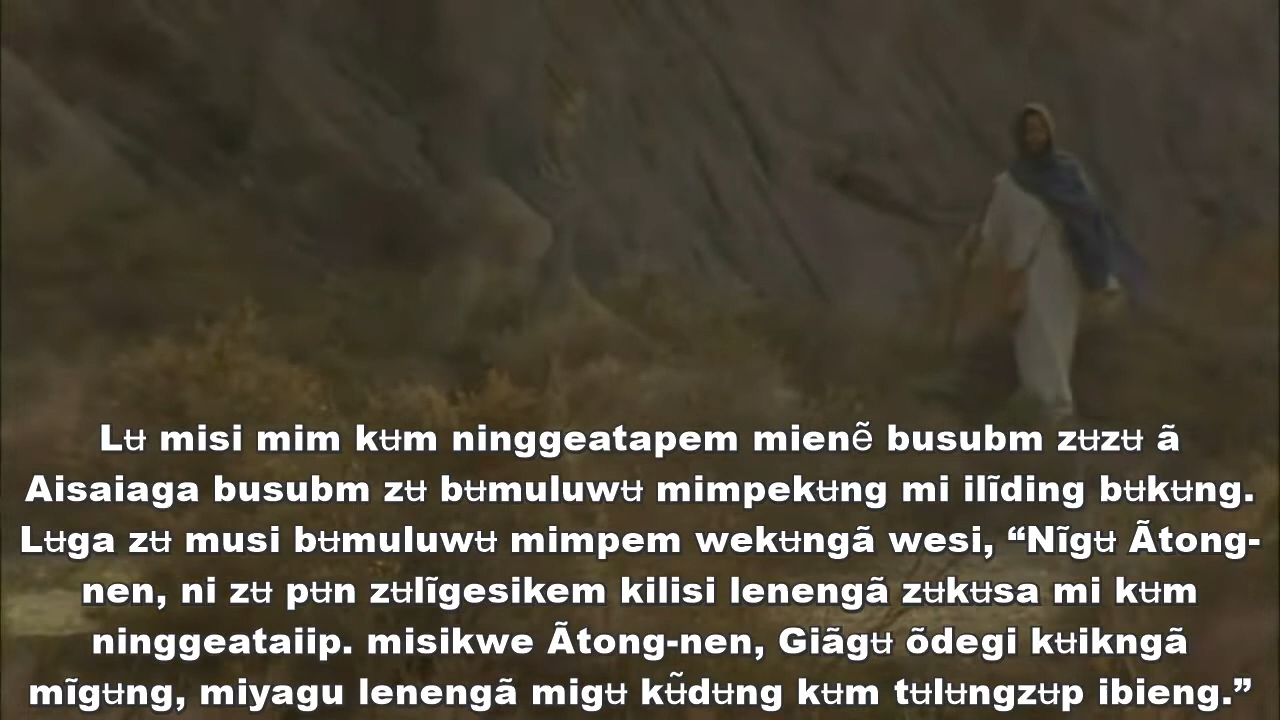 Lʉ misi mim kʉm ninggeatapem mienẽ busubm zʉzʉ ã
Aisaiaga busubm zʉ bʉmuluwʉ mimpekʉng mi ilĩding bʉkʉng.
Lʉga zʉ musi bʉmuluwʉ mimpem wekʉngã wesi, “Nĩgʉ Ãtong-
nen, ni zʉ pʉn zʉlĩgesikem kilisi lenengã zʉkʉsa mi kʉm
ninggeataiip. misikwe Ãtong-nen, Giãgʉ õdegi kʉikngã
mĩgʉng, miyagu lenengã migʉ kʉ̃dʉng kʉm tʉlʉngzʉp ibieng.”